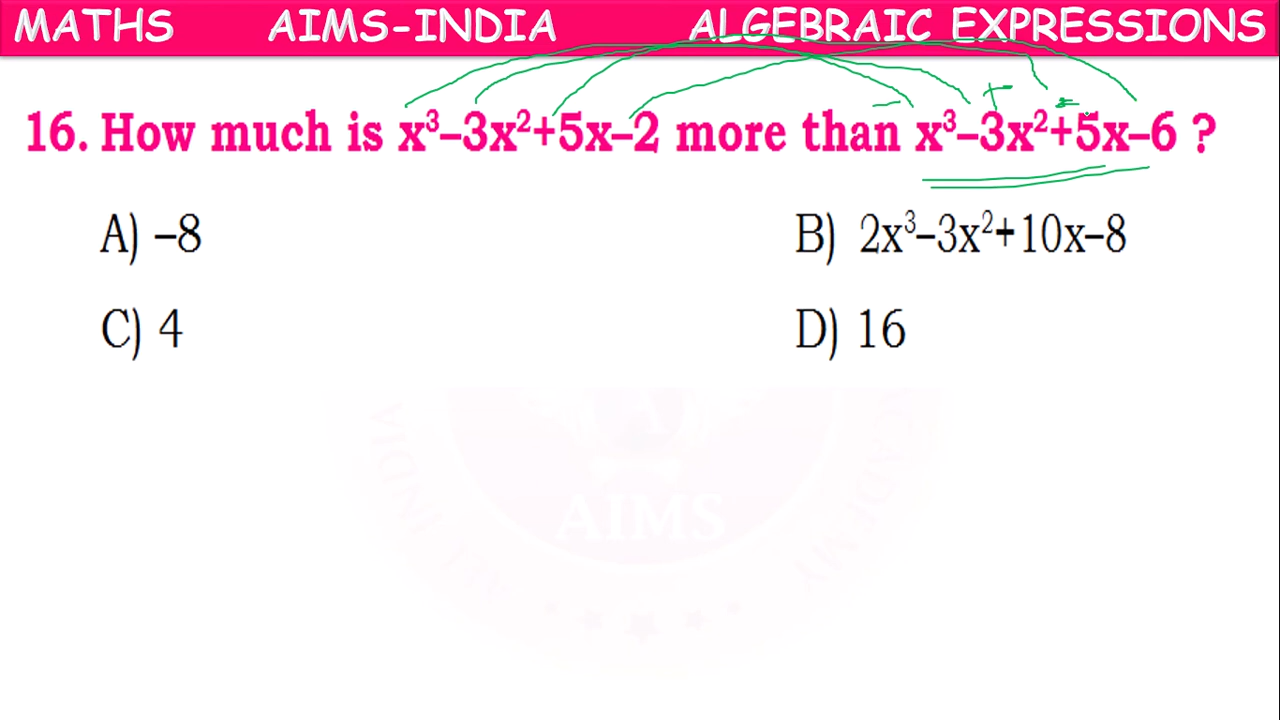 MATHS AIMS-INDIA ALGEBRAIC EXPRESSIONS
16. How much is x³–3x²+5x–2 more than x³–3x²+5x–6 ?
A) –8
B) 2x³–3x²+10x–8
C) 4
D) 16
AIMS